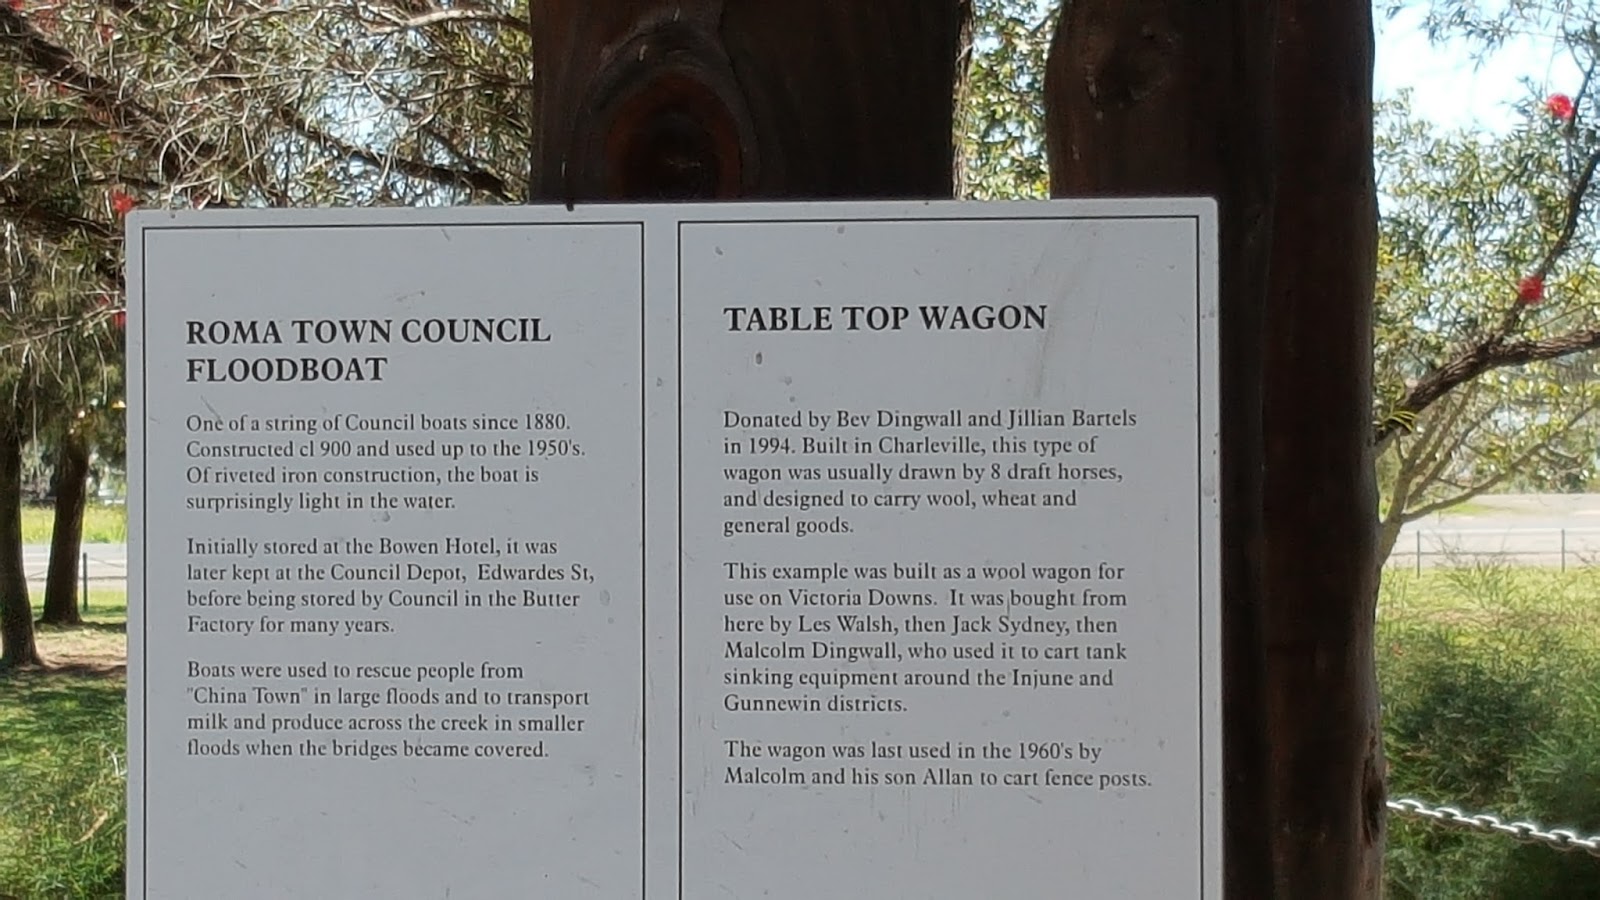 ROMA TOWN COUNCIL
FLOODBOAT
One of a string of Council boats since 1880.
Constructed cl 900 and used up to the 1950's.
Of riveted iron construction, the boat is
surprisingly light in the water.
Initially stored at the Bowen Hotel, it was
later kept at the Council Depot, Edwardes St,
before being stored by Council in the Butter
Factory for many years.
Boats were used to rescue people from
"China Town" in large floods and to transport
milk and produce across the creek in smaller
floods when the bridges became covered.
TABLE TOP WAGON
Donated by Bev Dingwall and Jillian Bartels
in 1994. Built in Charleville, this type of
wagon was usually drawn by 8 draft horses,
and designed to carry wool, wheat and
general goods.
This example was built as a wool wagon for
use on Victoria Downs. It was bought from
here by Les Walsh, then Jack Sydney, then
Malcolm Dingwall, who used it to cart tank
sinking equipment around the Injune and
Gunnewin districts.
The wagon was last used in the 1960's by
Malcolm and his son Allan to cart fence posts.